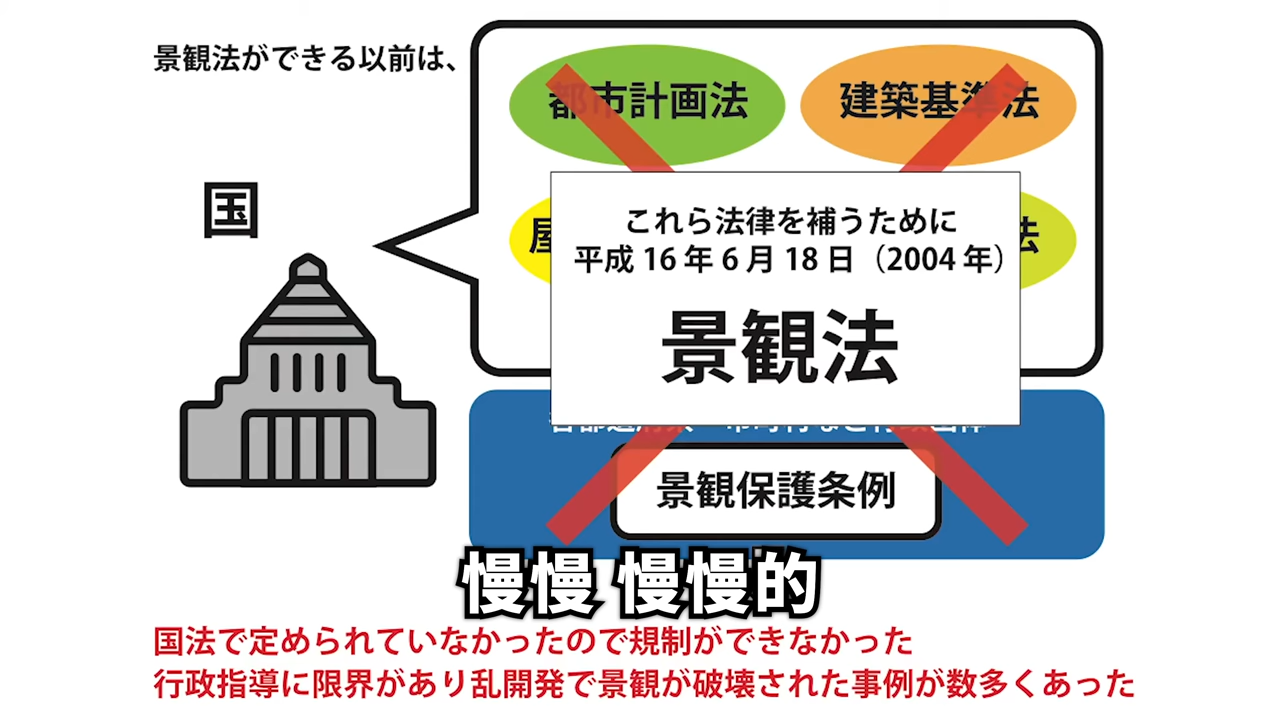 景観法ができる以前は、
都市計画法
建築基準法
国
屋
法
これら法律を補うために
平成16年6月18日（2004年）
景観法
景観保護条例
慢慢 慢慢的
国法で定められていなかったので規制ができなかった
行政指導に限界があり乱開発で景観が破壊された事例が数多くあった